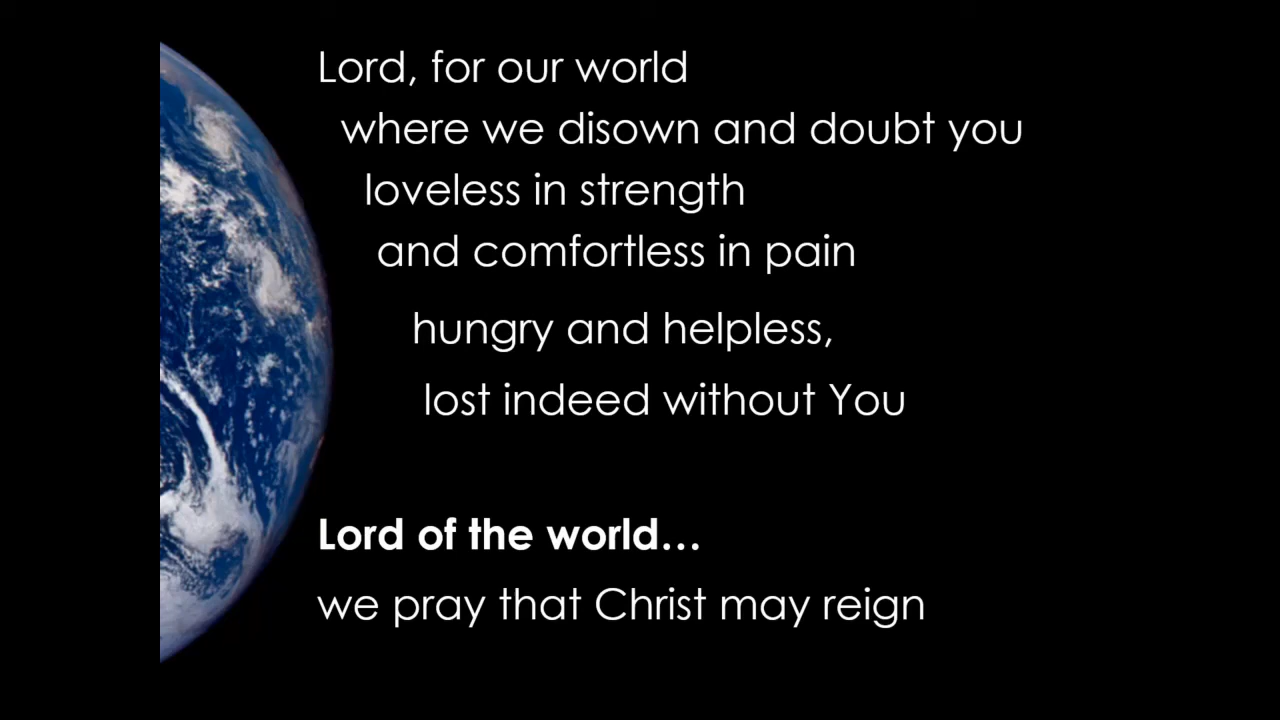 Lord, for our world
where we disown and doubt you
loveless in strength
and comfortless in pain
hungry and helpless,
lost indeed without You
Lord of the world...
we pray that Christ may reign